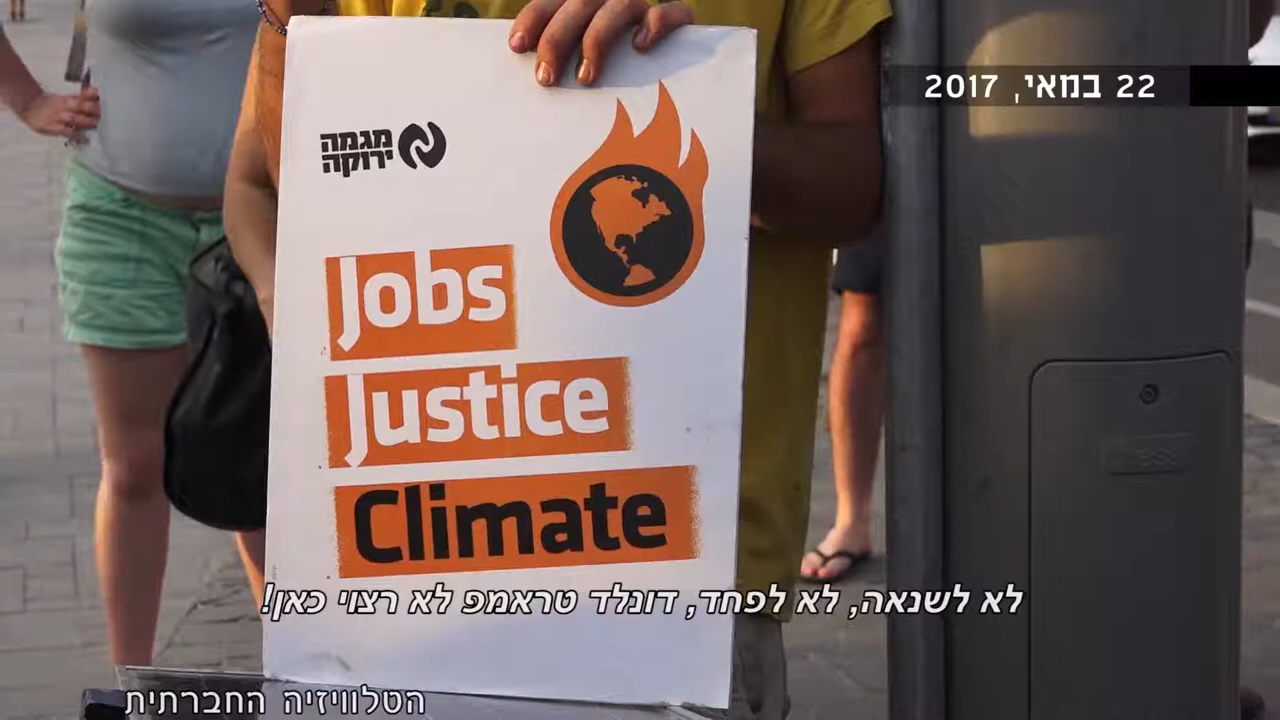 22 במאי, 2017
מגמה
ירוקה
Jobs
Justice
Climate
לא לשנאה, לא לפחד, דונלד טראמפ לא רצוי כאן!
הטלוויזיה החברתית